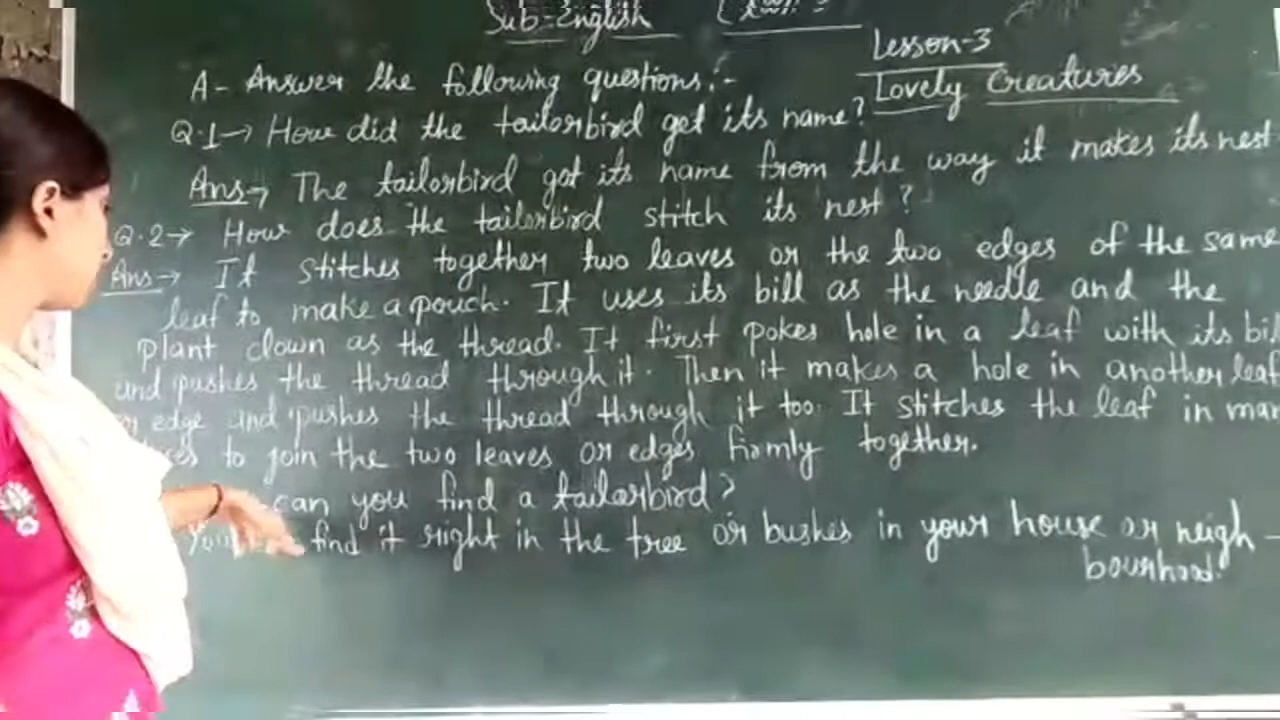 Sub-English
Lesson-3
Lovely Creatures
A- Answer the following questions:-
Q.1→ How did the tailorbird get its name?
Ans→ The tailorbird got its name from the way it makes its nest
Q.2→ How does the tailorbird stitch its nest?
Ans→ It stitches together two leaves or the two edges of the same
leaf to make a pouch. It uses its bill as the needle and the
plant down as the thread. It first pokes hole in a leaf with its
and pushes the thread through it. Then it makes a hole in another leaf
edge and pushes the thread through it too. It stitches the leaf in
to join the two leaves or edges firmly together.
can you find a tailorbird?
find it right in the tree or bushes in your house or neigh-
bourhood.